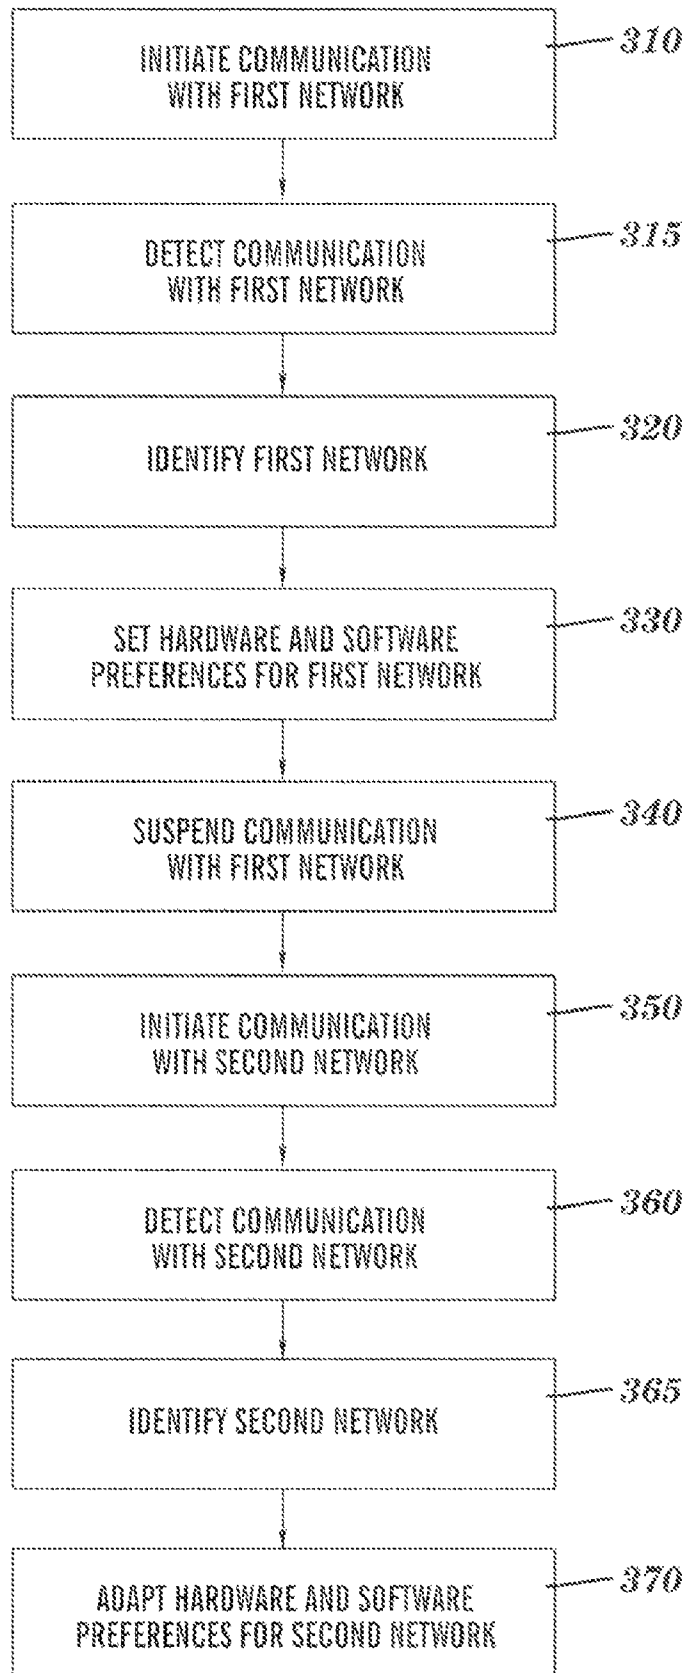 INITIATE COMMUNICATION
WITH FIRST NETWORK
310
DETECT COMMUNICATION
WITH FIRST NETWORK
315
IDENTIFY FIRST NETWORK
320
SET HARDWARE AND SOFTWARE
PREFERENCES FOR FIRST NETWORK
330
SUSPEND COMMUNICATION
WITH FIRST NETWORK
340
INITIATE COMMUNICATION
WITH SECOND NETWORK
350
DETECT COMMUNICATION
WITH SECOND NETWORK
360
IDENTIFY SECOND NETWORK
365
ADAPT HARDWARE AND SOFTWARE
PREFERENCES FOR SECOND NETWORK
370